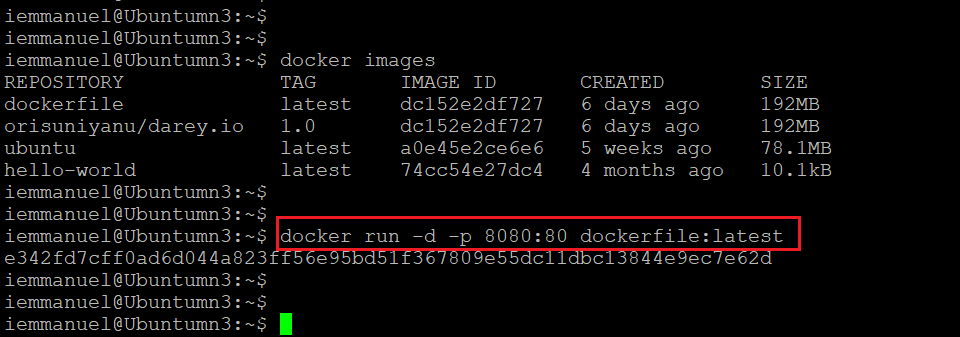 iemmanuel@Ubuntumn3:~$
iemmanuel@Ubuntumn3:~$
iemmanuel@Ubuntumn3:~$ docker images
REPOSITORY TAG IMAGE ID CREATED SIZE
dockerfile latest dc152e2df727 6 days ago 192MB
orisuniyanu/darey.io 1.0 dc152e2df727 6 days ago 192MB
ubuntu latest a0e45e2ce6e6 5 weeks ago 78.1MB
hello-world latest 74cc54e27dc4 4 months ago 10.1kB
iemmanuel@Ubuntumn3:~$
iemmanuel@Ubuntumn3:~$
iemmanuel@Ubuntumn3:~$ docker run -d -p 8080:80 dockerfile:latest
e342fd7cff0ad6d044a823ff56e95bd51f367809e55dc11dbc13844e9ec7e62d
iemmanuel@Ubuntumn3:~$
iemmanuel@Ubuntumn3:~$
iemmanuel@Ubuntumn3:~$